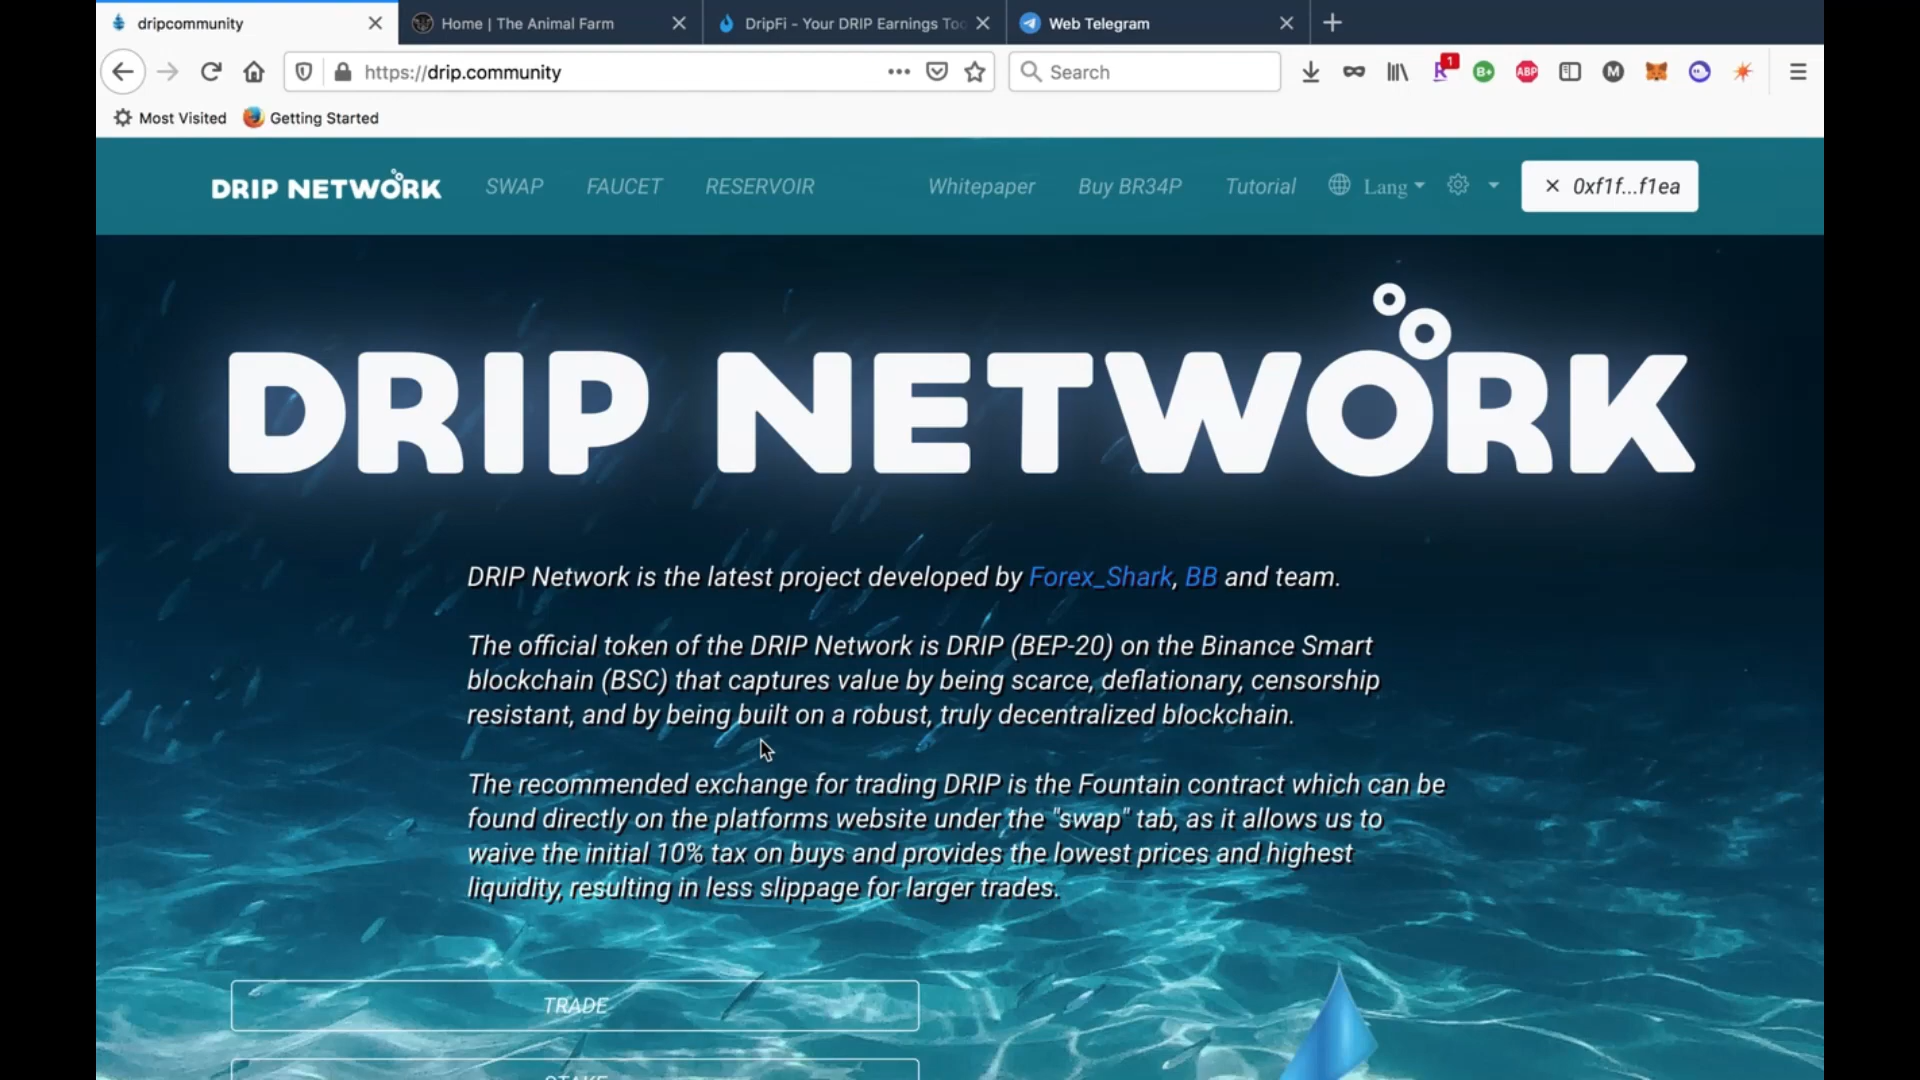 dripcommunity
Home | The Animal Farm
DripFi - Your DRIP Earnings Too
Web Telegram
https://drip.community
Search
1
B+
ABP
M
Most Visited
Getting Started
DRIP NETWORK
SWAP
FAUCET
RESERVOIR
Whitepaper
Buy BR34P
Tutorial
Lang
0xf1f...f1ea
DRIP NETWORK
DRIP Network is the latest project developed by Forex_Shark, BB and team.
The official token of the DRIP Network is DRIP (BEP-20) on the Binance Smart
blockchain (BSC) that captures value by being scarce, deflationary, censorship
resistant, and by being built on a robust, truly decentralized blockchain.
The recommended exchange for trading DRIP is the Fountain contract which can be
found directly on the platforms website under the "swap" tab, as it allows us to
waive the initial 10% tax on buys and provides the lowest prices and highest
liquidity, resulting in less slippage for larger trades.
TRADE